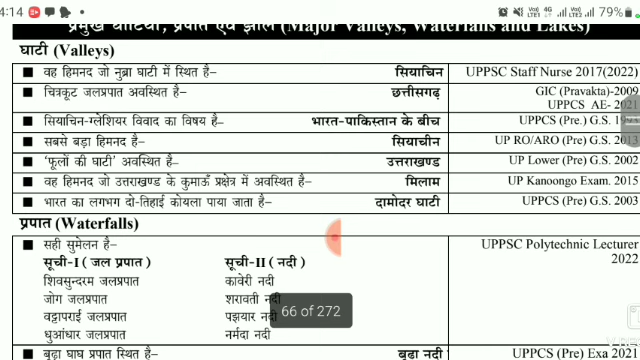 4:14 79%
प्रमुख घाटियाँ, प्रपात एवं झीलें (Major Valleys, Waterfalls and Lakes)
घाटी (Valleys)
■ वह हिमनद जो नुब्रा घाटी में स्थित है– सियाचिन UPPSC Staff Nurse 2017(2022)
■ चित्रकूट जलप्रपात अवस्थित है– छत्तीसगढ़ GIC (Pravakta)-2009
UPPCS AE- 2021
■ सियाचिन-ग्लेशियर विवाद का विषय है– भारत-पाकिस्तान के बीच UPPCS (Pre.) G.S. 1993
■ सबसे बड़ा हिमनद है– सियाचीन UP RO/ARO (Pre) G.S. 2013
■ ‘फूलों की घाटी’ अवस्थित है– उत्तराखण्ड UP Lower (Pre) G.S. 2002
■ वह हिमनद जो उत्तराखण्ड के कुमाऊँ प्रक्षेत्र में अवस्थित है– मिलाम UP Kanoongo Exam. 2015
■ भारत का लगभग दो-तिहाई कोयला पाया जाता है– दामोदर घाटी UPPCS (Pre) G.S. 2003
प्रपात (Waterfalls)
■ सही सुमेलन है– UPPSC Polytechnic Lecturer
2022
सूची-I (जल प्रपात) सूची-II (नदी)
शिवसुन्दरम जलप्रपात कावेरी नदी
जोग जलप्रपात शरावती नदी
वट्टापराई जलप्रपात पझयार नदी
धुआंधार जलप्रपात नर्मदा नदी
66 of 272
■ बूढ़ा घाघ प्रपात स्थित है– बूढ़ा नदी UPPCS (Pre) Exa 2021